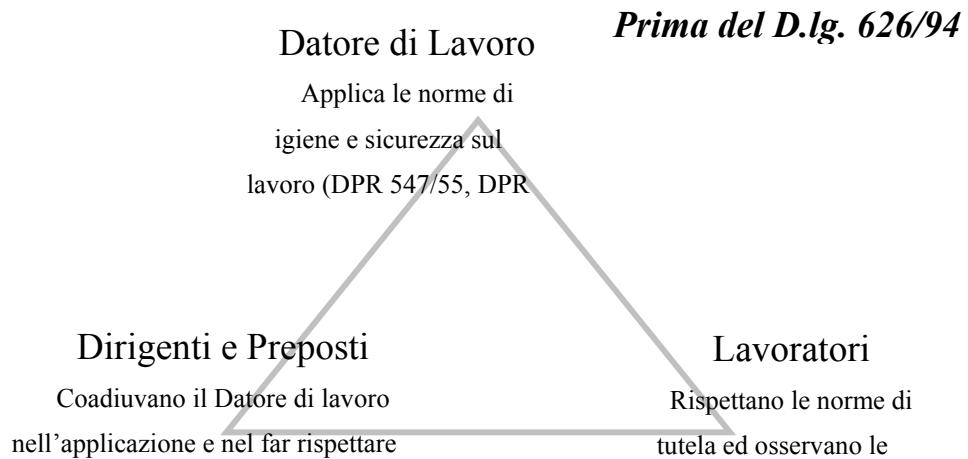 Prima del D.lg. 626/94
Datore di Lavoro
Applica le norme di
igiene e sicurezza sul
lavoro (DPR 547/55, DPR
Dirigenti e Preposti
Coadiuvano il Datore di lavoro
nell’applicazione e nel far rispettare
Lavoratori
Rispettano le norme di
tutela ed osservano le